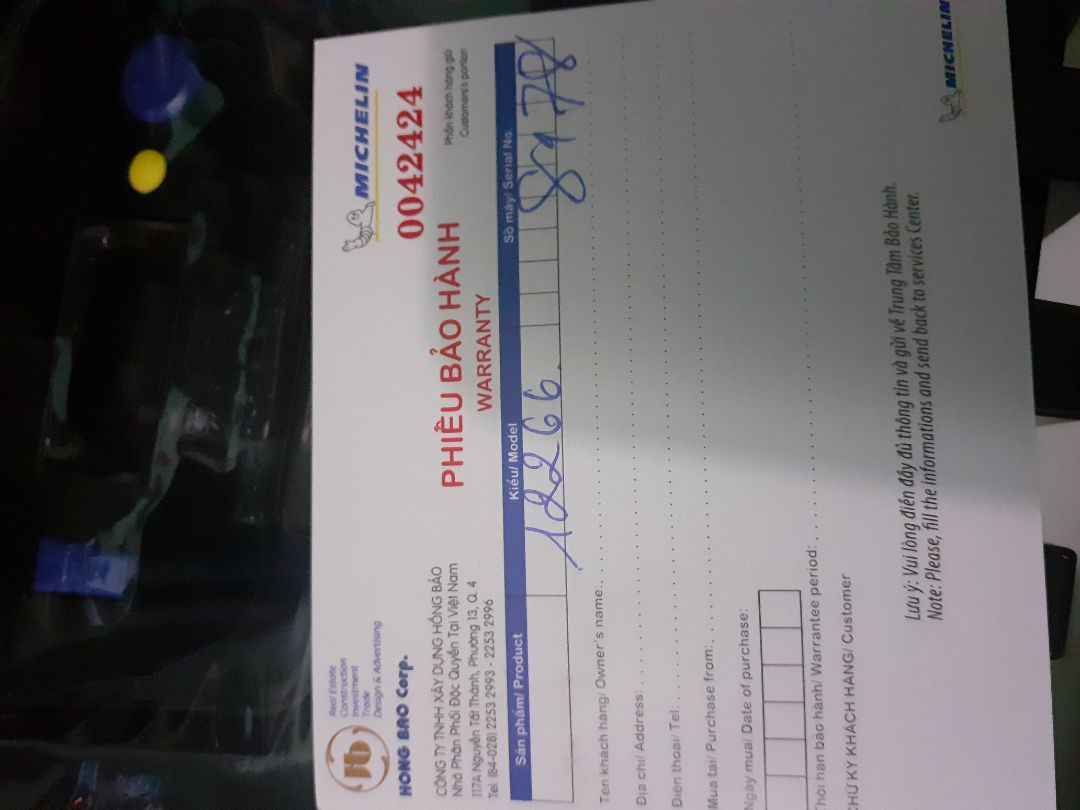 Real Estate
Construction
Investment
Trade
Design & Advertising
hb
HONG BAO Corp.
MICHELIN
0042424
CÔNG TY TNHH XÂY DỰNG HỒNG BẢO
Nhà Phân Phối Độc Quyền Tại Việt Nam
117A Nguyễn Tất Thành, Phường 13, Q. 4
Tel: (84-028) 2253 2993 - 2253 2996
PHIẾU BẢO HÀNH
WARRANTY
Phần khách hàng giữ
Customers's portion
Sản phẩm/ Product Kiểu/ Model Số máy/ Serial No.
12266.
Tên khách hàng/ Owner's name:
Địa chỉ/ Address:
Điện thoại/ Tel:
Mua tại/ Purchase from:
Ngày mua/ Date of purchase:
Thời hạn bảo hành/ Warrantee period:
CHỮ KÝ KHÁCH HÀNG/ Customer
Lưu ý: Vui lòng điền đầy đủ thông tin và gửi về Trung Tâm Bảo Hành.
Note: Please, fill the informations and send back to services Center.
MICHELIN